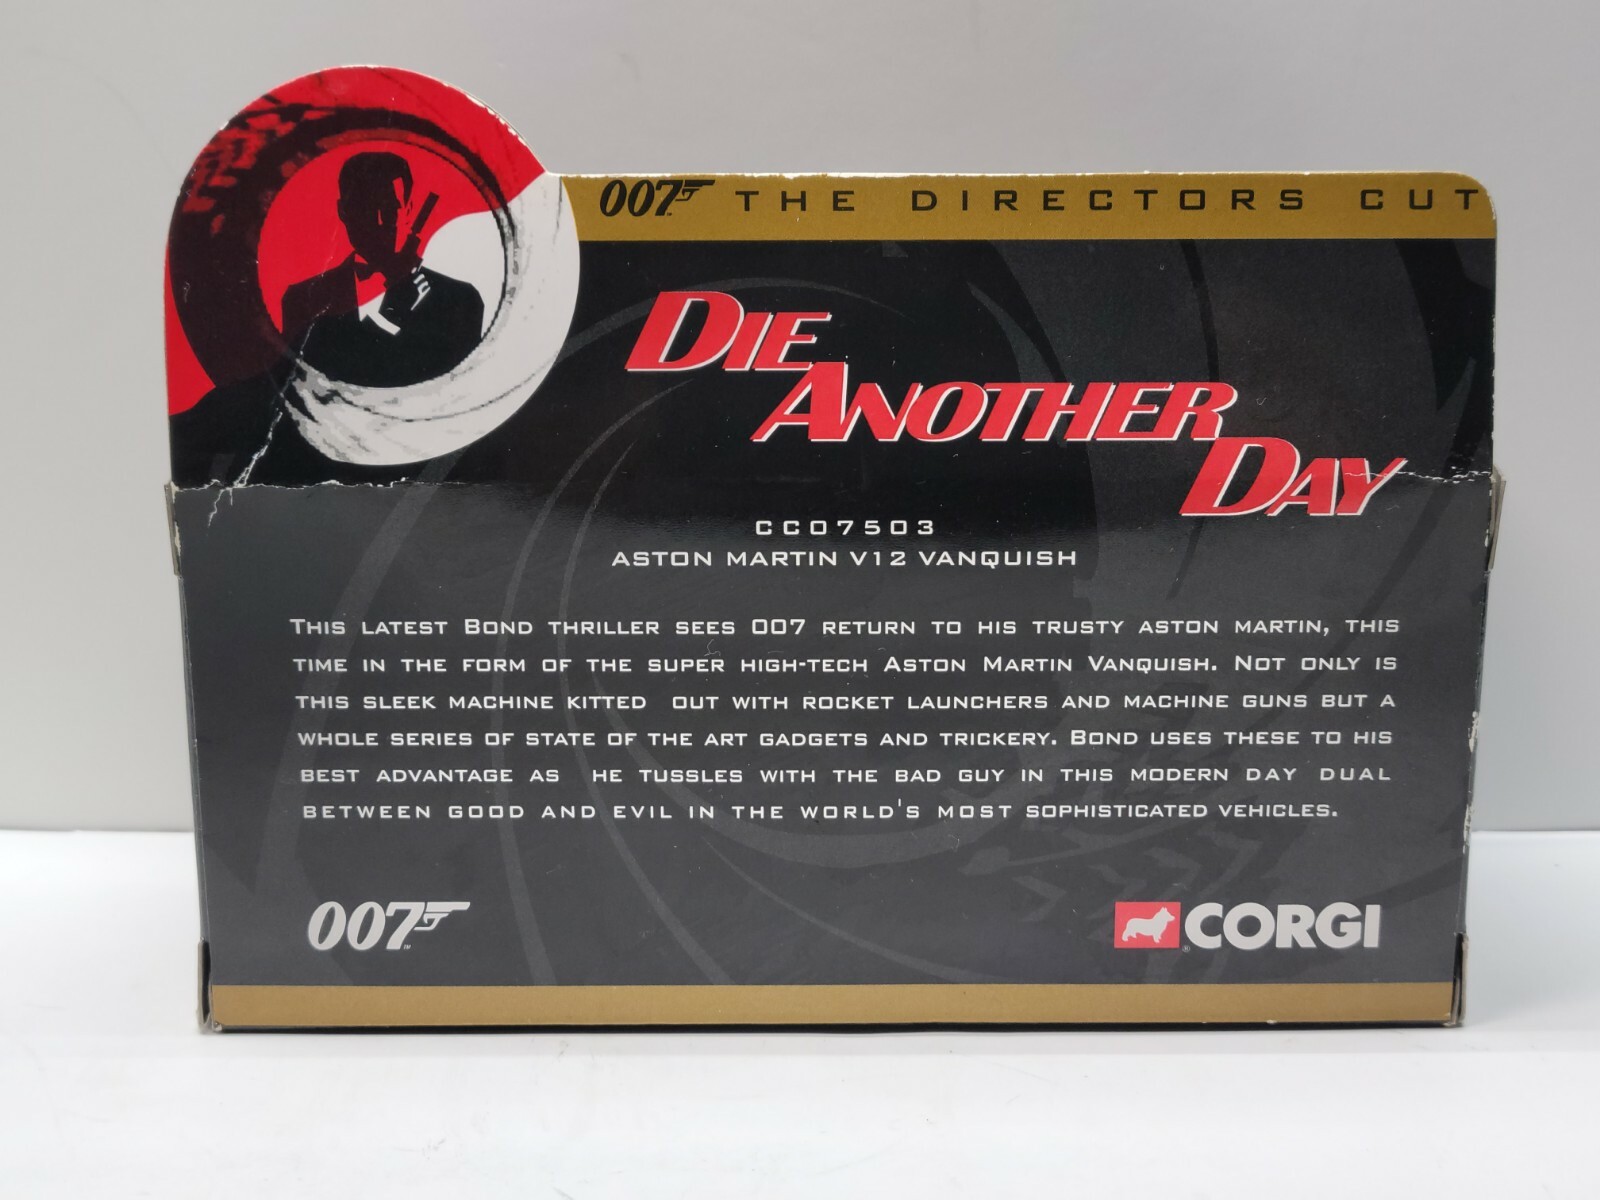 007 THE DIRECTORS CUT
DIE
ANOTHER
DAY
CC07503
ASTON MARTIN V12 VANQUISH
THIS LATEST BOND THRILLER SEES 007 RETURN TO HIS TRUSTY ASTON MARTIN, THIS
TIME IN THE FORM OF THE SUPER HIGH-TECH ASTON MARTIN VANQUISH. NOT ONLY IS
THIS SLEEK MACHINE KITTED OUT WITH ROCKET LAUNCHERS AND MACHINE GUNS BUT A
WHOLE SERIES OF STATE OF THE ART GADGETS AND TRICKERY. BOND USES THESE TO HIS
BEST ADVANTAGE AS HE TUSSLES WITH THE BAD GUY IN THIS MODERN DAY DUAL
BETWEEN GOOD AND EVIL IN THE WORLD'S MOST SOPHISTICATED VEHICLES.
007™
® CORGI